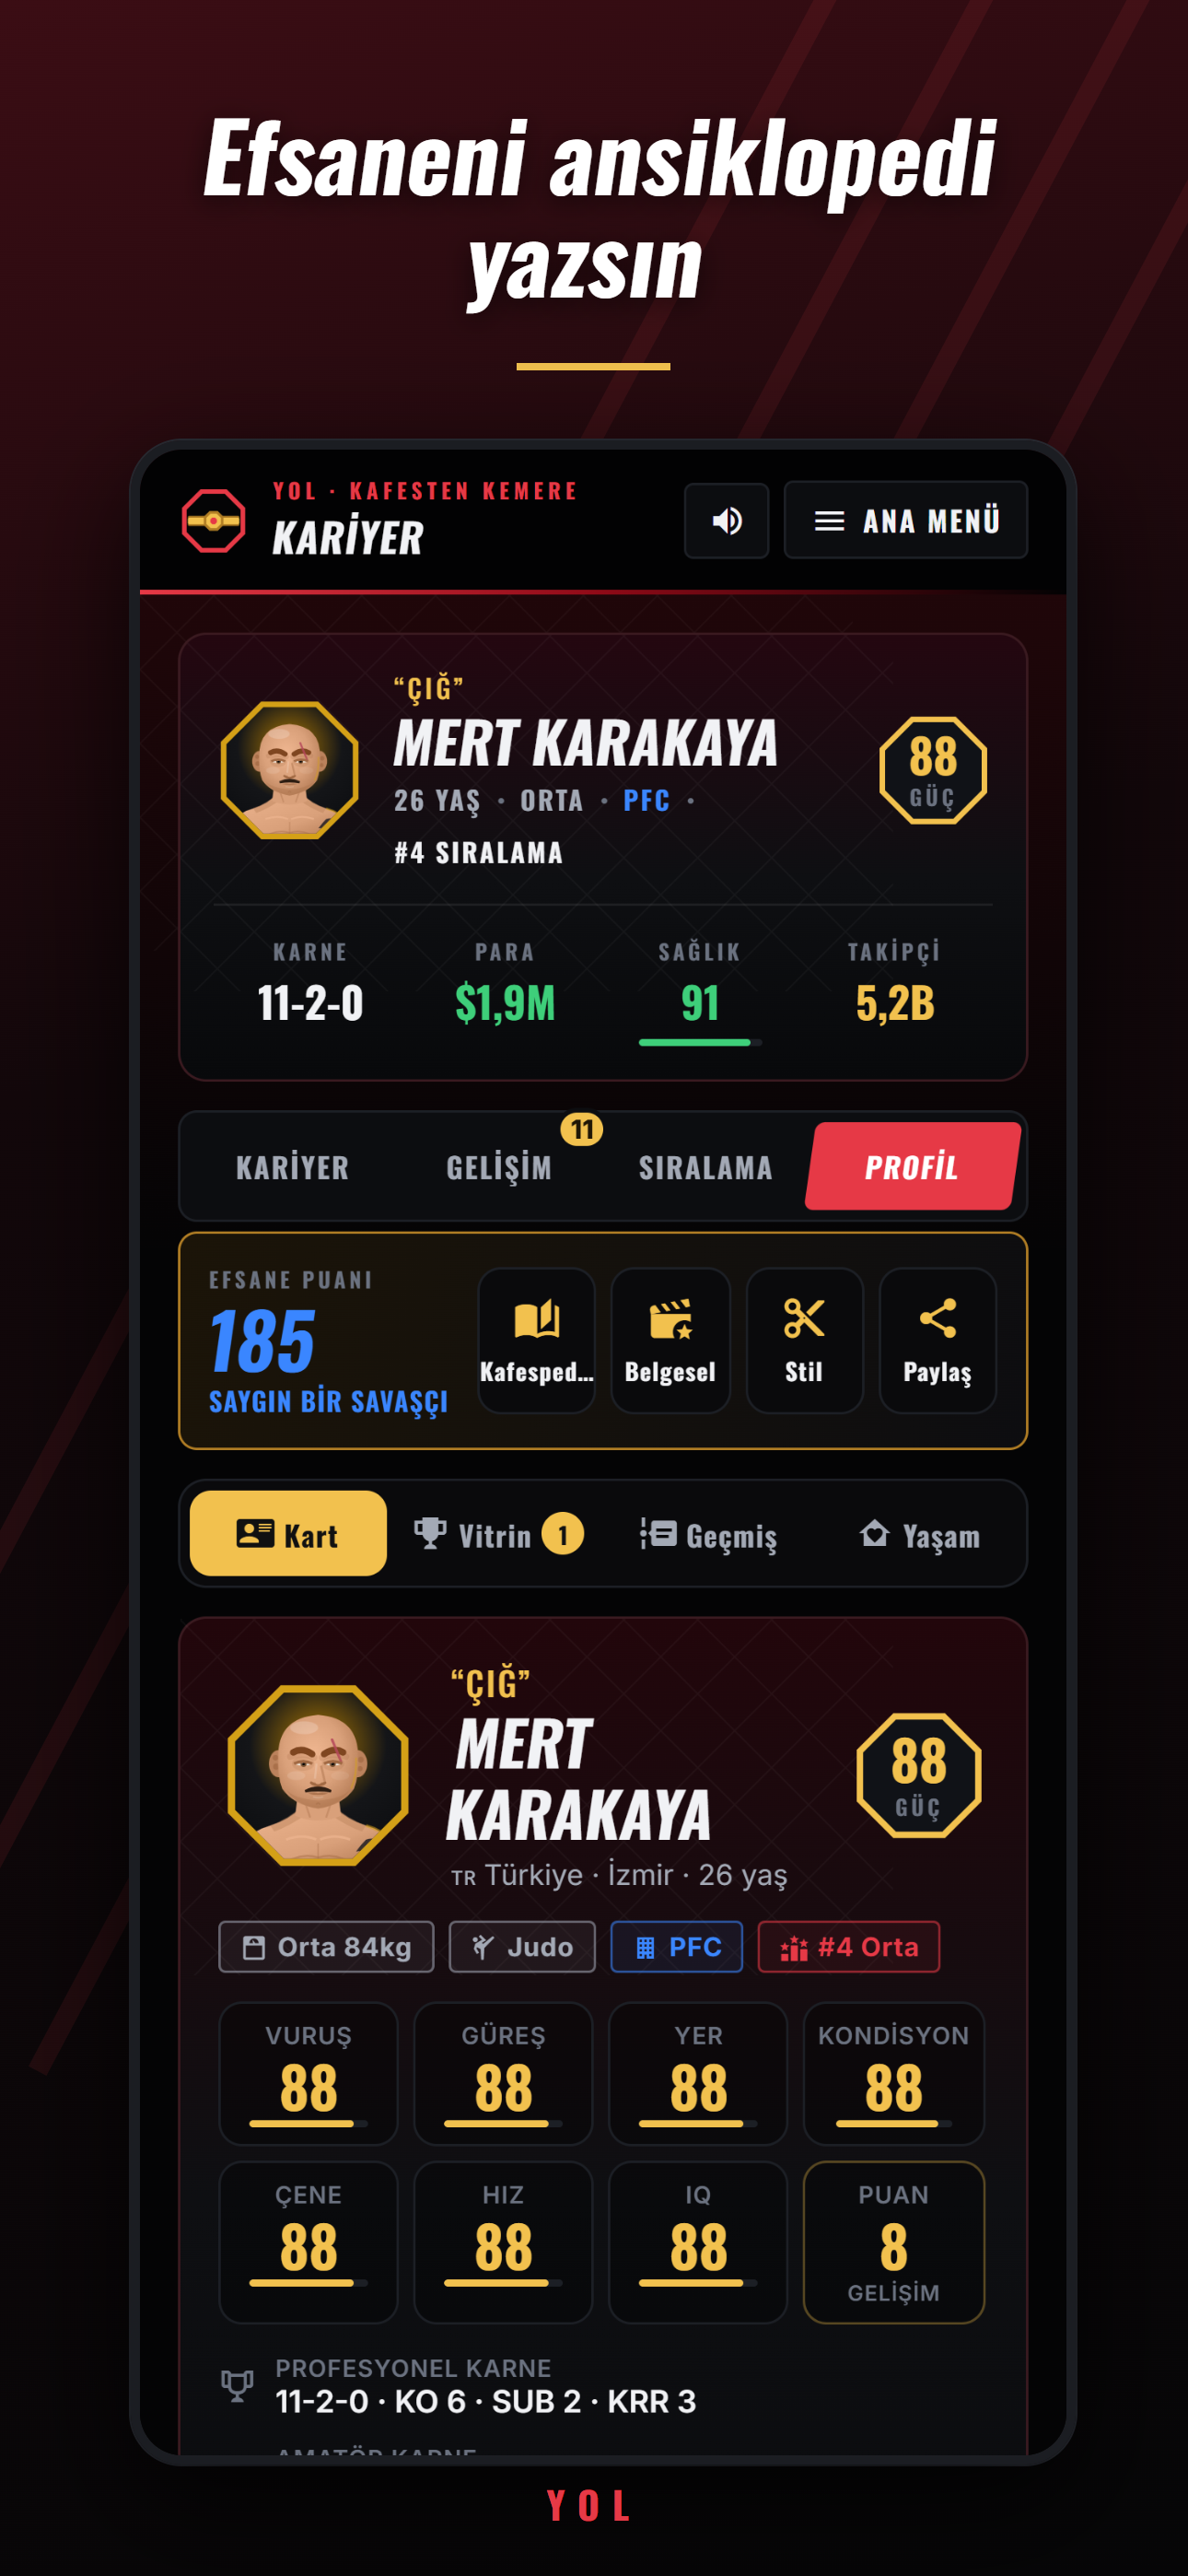 Efsaneni ansiklopedi
yazsın
YOL · KAFESTEN KEMERE
KARİYER
ANA MENÜ
“ÇIĞ”
MERT KARAKAYA
26 YAŞ · ORTA · PFC ·
#4 SIRALAMA
88
GÜÇ
KARNE PARA SAĞLIK TAKİPÇİ
11-2-0 $1,9M 91 5,2B
KARİYER GELİŞİM 11 SIRALAMA PROFİL
EFSANE PUANI
185
SAYGIN BİR SAVAŞÇI
Kafesped... Belgesel Stil Paylaş
Kart Vitrin 1 Geçmiş Yaşam
“ÇIĞ”
MERT
KARAKAYA
TR Türkiye · İzmir · 26 yaş
88
GÜÇ
Orta 84kg Judo PFC #4 Orta
VURUŞ GÜREŞ YER KONDİSYON
88 88 88 88
ÇENE HIZ IQ PUAN
88 88 88 8
GELİŞİM
PROFESYONEL KARNE
11-2-0 · KO 6 · SUB 2 · KRR 3
AMATÖR KARNE
YOL